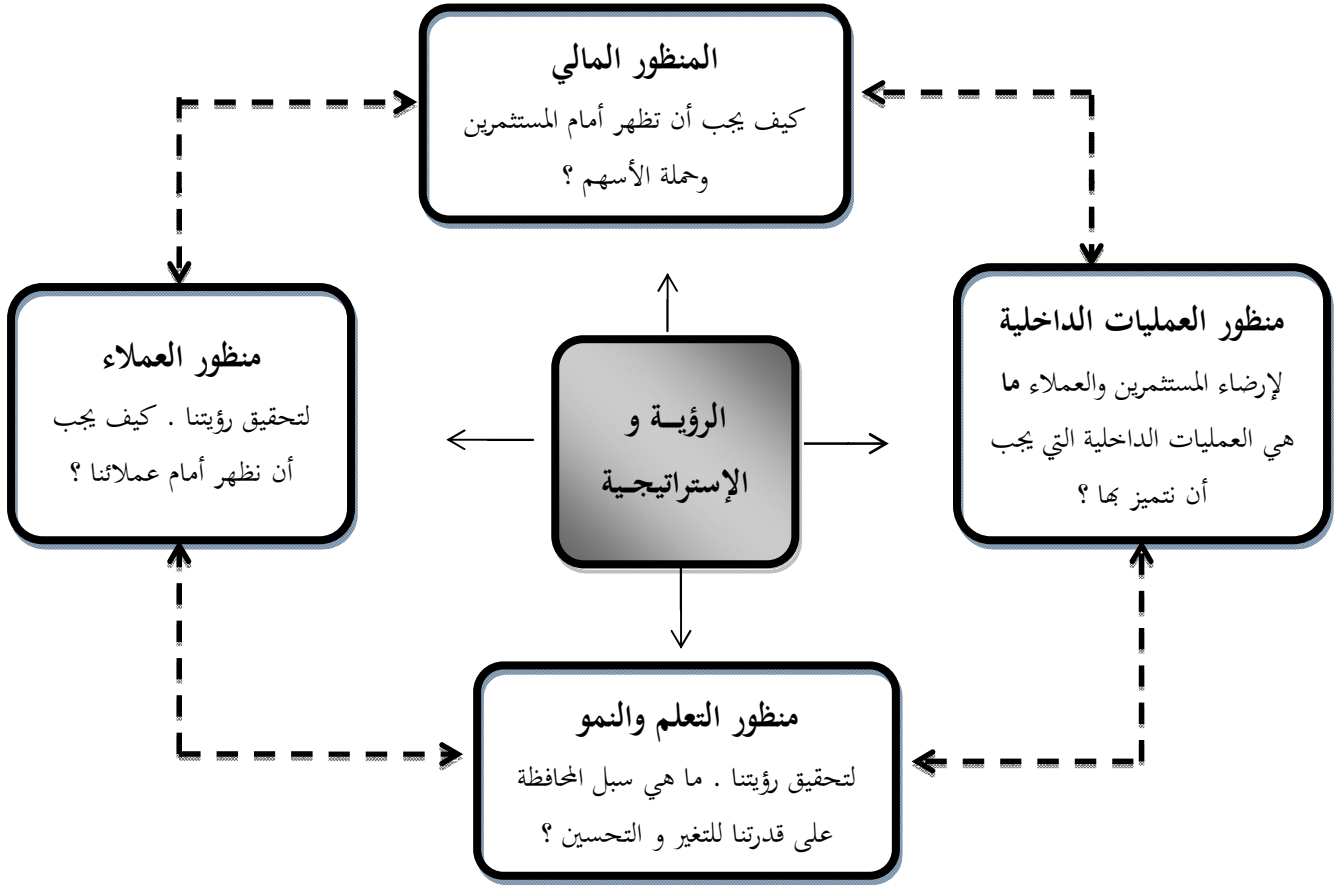 المنظور المالي
كيف يجب أن تظهر أمام المستثمرين
وحملة الأسهم ؟
منظور العمليات الداخلية
لإرضاء المستثمرين والعملاء ما
هي العمليات الداخلية التي يجب
أن نتميز بها ؟
منظور العملاء
لتحقيق رؤيتنا . كيف يجب
أن نظهر أمام عملائنا ؟
الرؤيــة و
الإستراتيجــية
منظور التعلم والنمو
لتحقيق رؤيتنا . ما هي سبل المحافظة
على قدرتنا للتغير و التحسين ؟